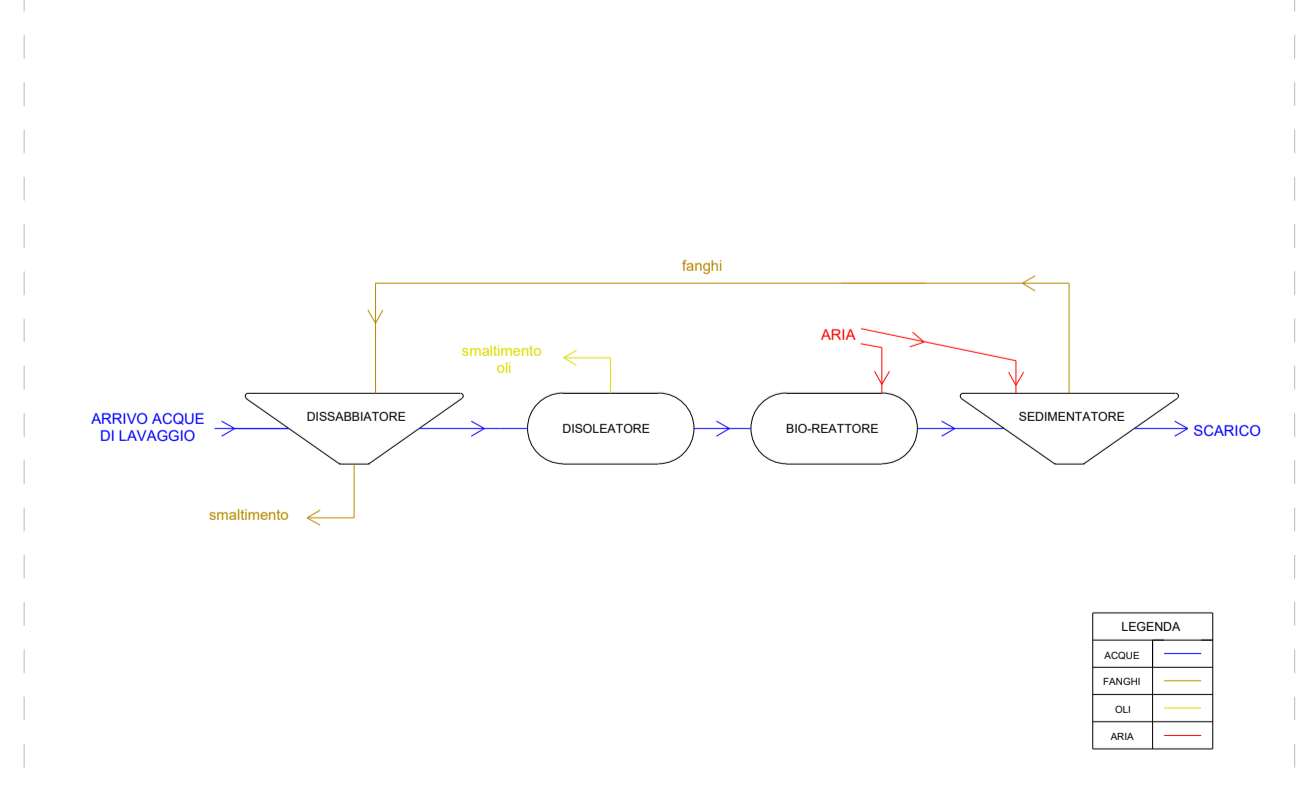 fanghi
ARIA
smaltimento
oli
ARRIVO ACQUE
DI LAVAGGIO
DISSABBIATORE
DISOLEATORE
BIO-REATTORE
SEDIMENTATORE
SCARICO
smaltimento
LEGENDA
ACQUE
FANGHI
OLI
ARIA